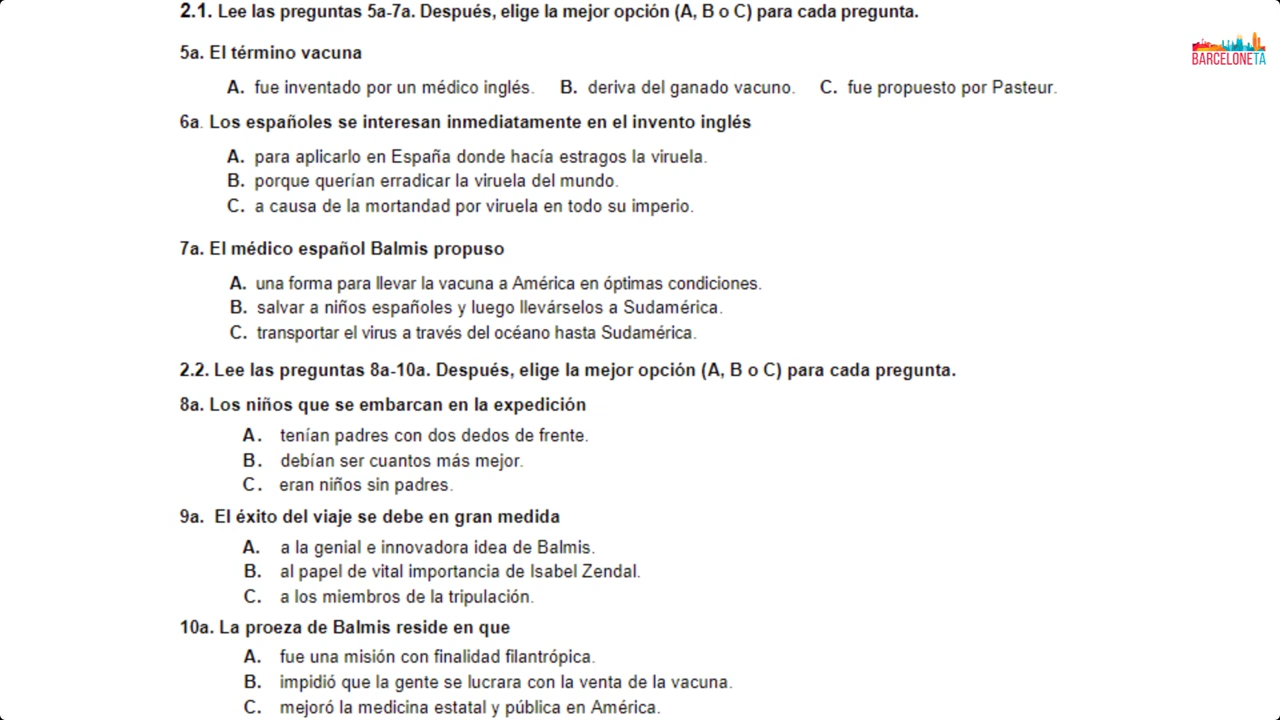 2.1. Lee las preguntas 5a-7a. Después, elige la mejor opción (A, B o C) para cada pregunta.
BARCELONETA
5a. El término vacuna
A. fue inventado por un médico inglés. B. deriva del ganado vacuno. C. fue propuesto por Pasteur.
6a. Los españoles se interesan inmediatamente en el invento inglés
A. para aplicarlo en España donde hacía estragos la viruela.
B. porque querían erradicar la viruela del mundo.
C. a causa de la mortandad por viruela en todo su imperio.
7a. El médico español Balmis propuso
A. una forma para llevar la vacuna a América en óptimas condiciones.
B. salvar a niños españoles y luego llevárselos a Sudamérica.
C. transportar el virus a través del océano hasta Sudamérica.
2.2. Lee las preguntas 8a-10a. Después, elige la mejor opción (A, B o C) para cada pregunta.
8a. Los niños que se embarcan en la expedición
A. tenían padres con dos dedos de frente.
B. debían ser cuantos más mejor.
C. eran niños sin padres.
9a. El éxito del viaje se debe en gran medida
A. a la genial e innovadora idea de Balmis.
B. al papel de vital importancia de Isabel Zendal.
C. a los miembros de la tripulación.
10a. La proeza de Balmis reside en que
A. fue una misión con finalidad filantrópica.
B. impidió que la gente se lucrara con la venta de la vacuna.
C. mejoró la medicina estatal y pública en América.